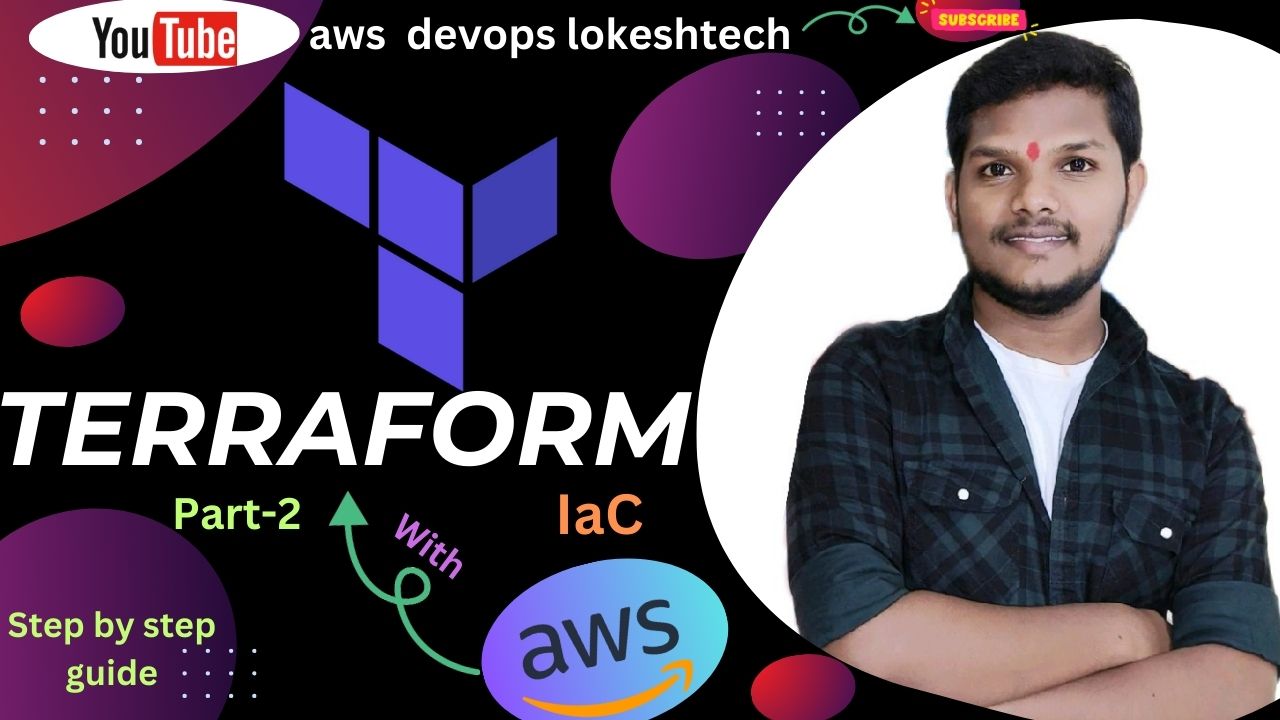 YouTube
aws devops lokeshtech
SUBSCRIBE
TERRAFORM
Part-2
IaC
With
Step by step
guide
aws